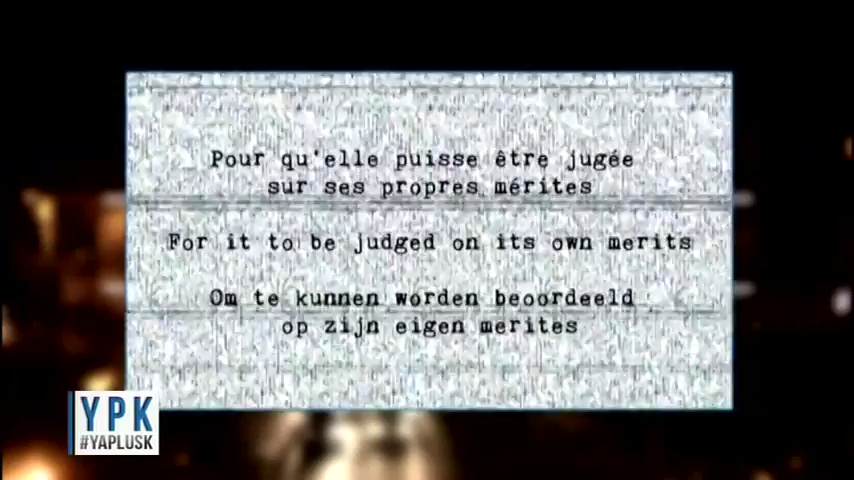 Pour qu'elle puisse être jugée
sur ses propres mérites
For it to be judged on its own merits
Om te kunnen worden beoordeeld
op zijn eigen merites
YPK
#YAPLUSK